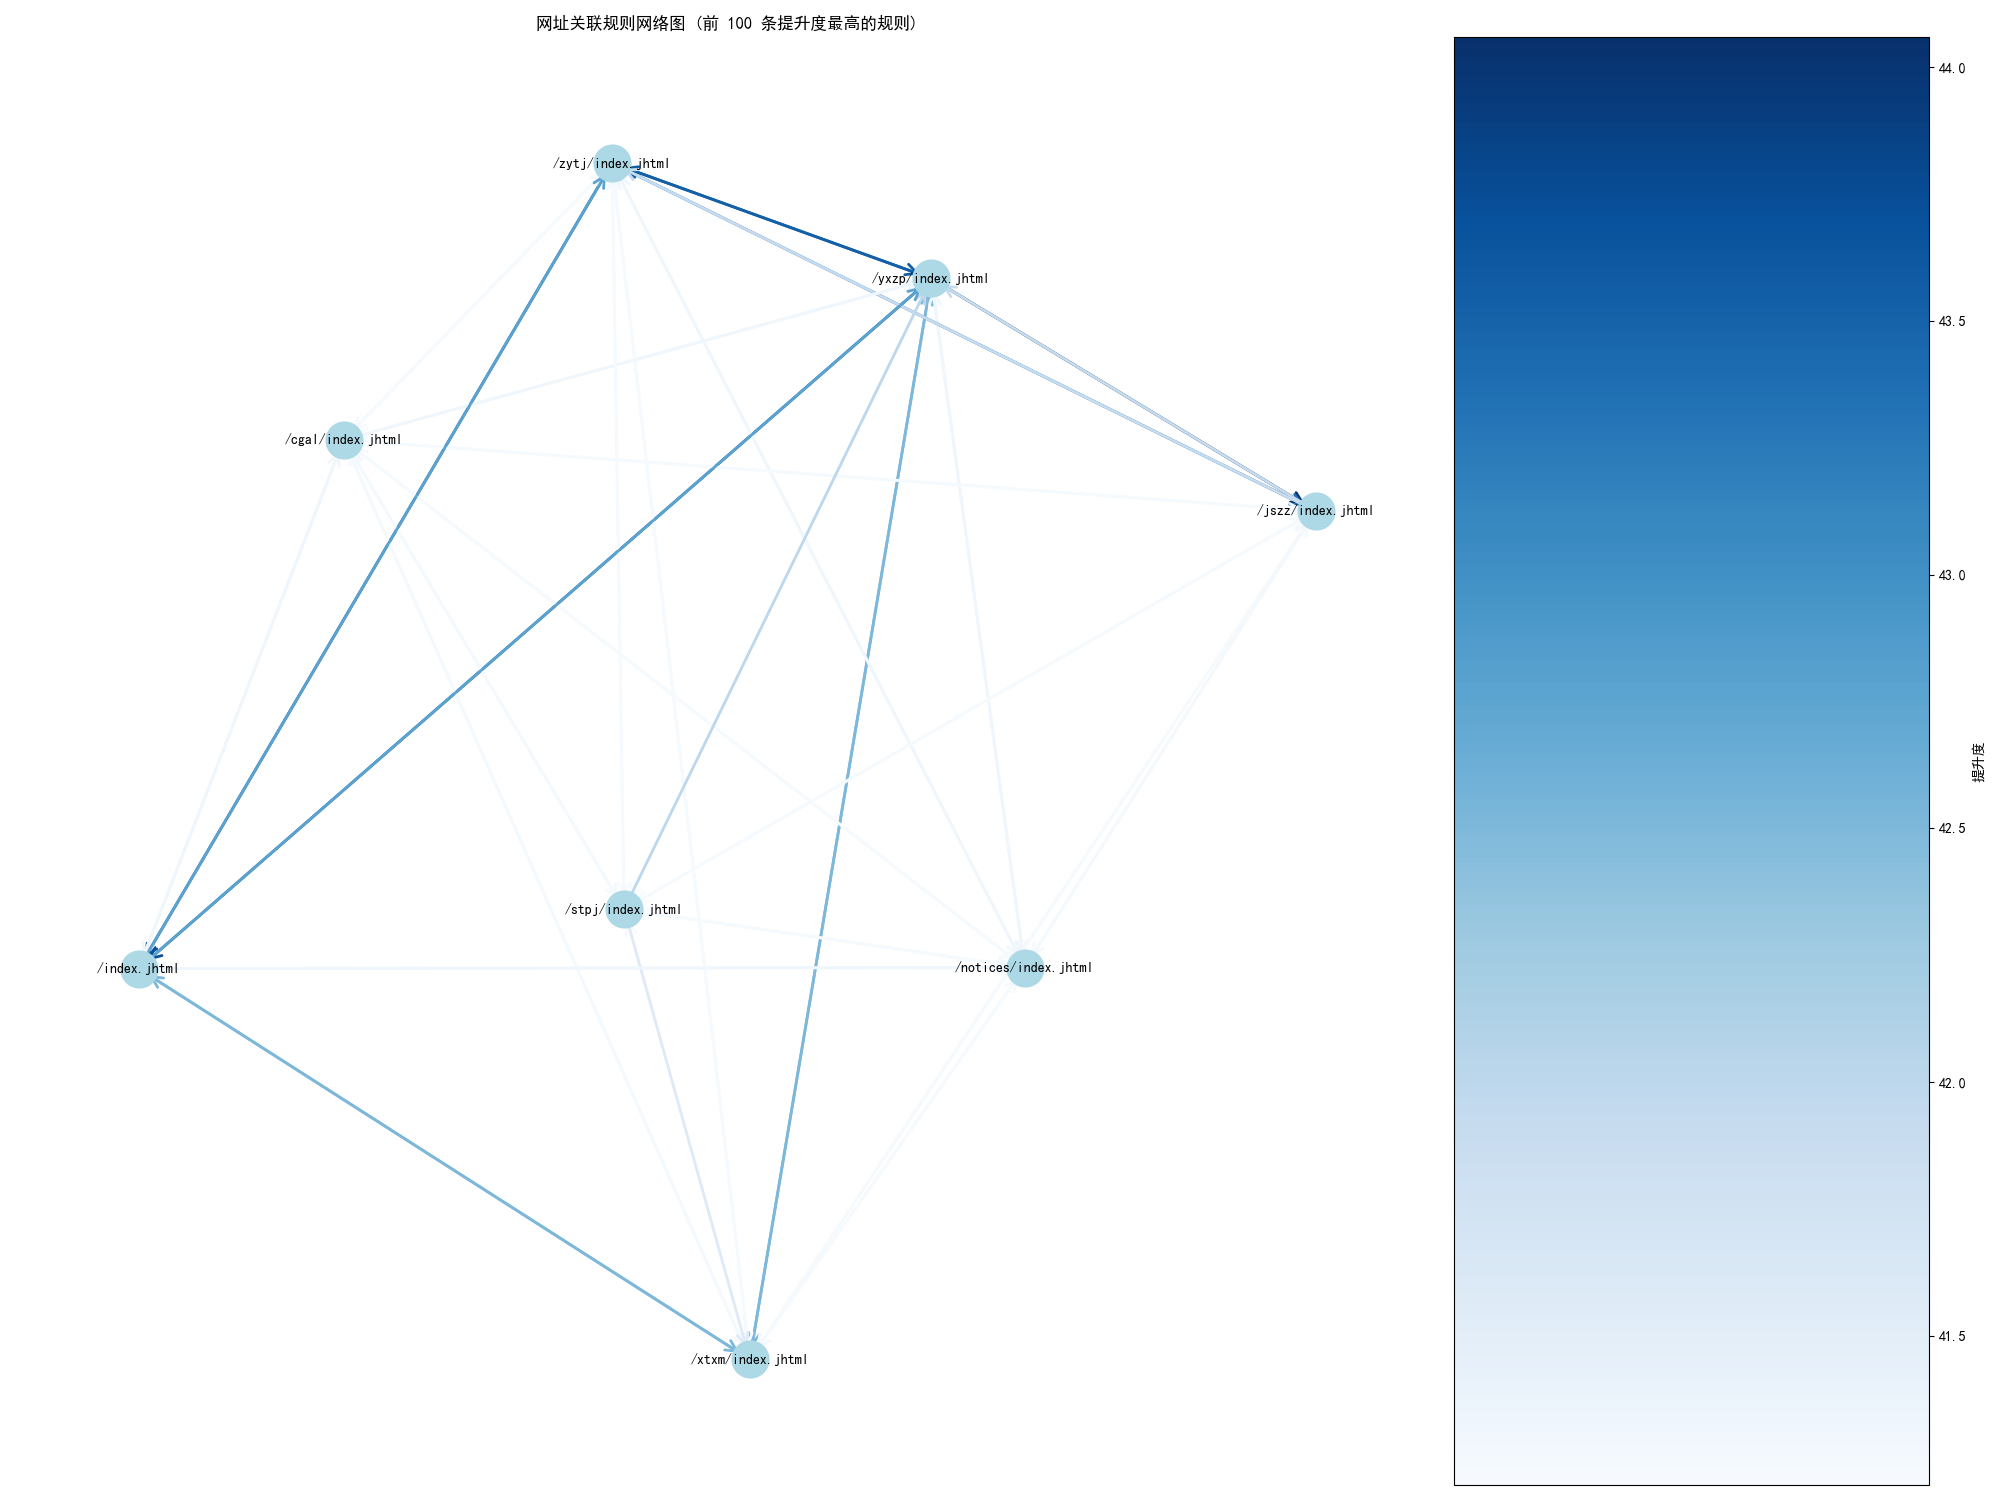 网址关联规则网络图 (前 100 条提升度最高的规则)
44.0
/zytj/index.jhtml
/yxzp/index.jhtml
43.5
/cgal/index.jhtml
/jszz/index.jhtml
43.0
提升度
42.5
/stpj/index.jhtml
/index.jhtml
/notices/index.jhtml
42.0
41.5
/xtxm/index.jhtml